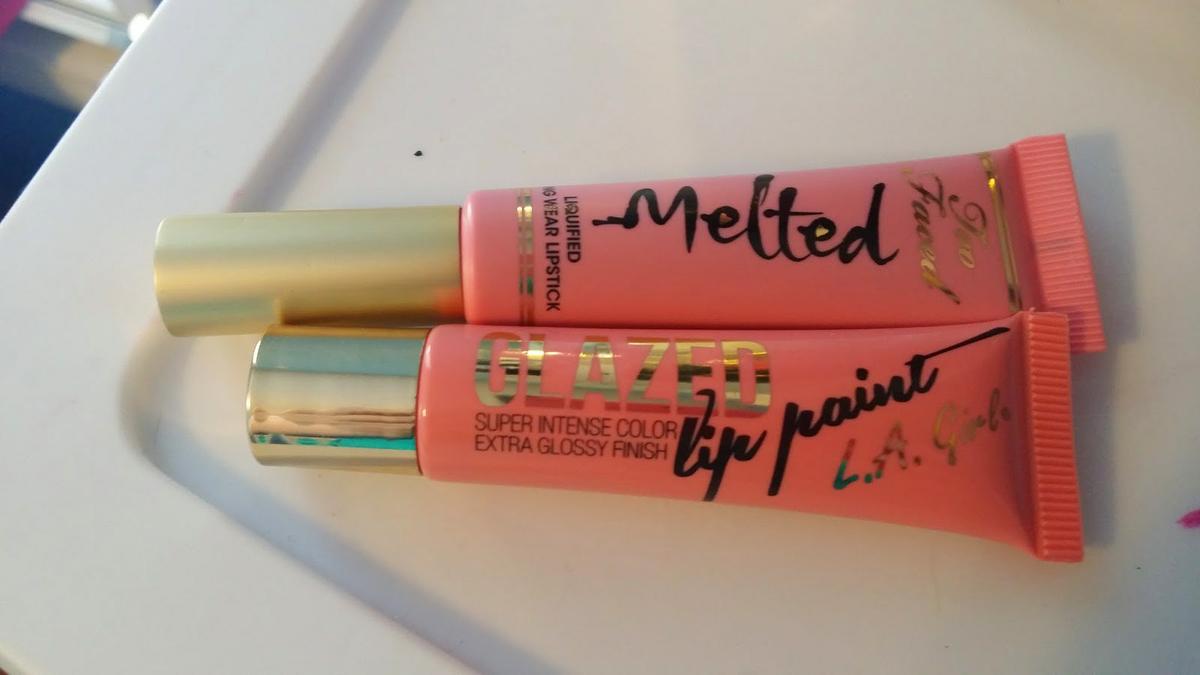 Too
Faced
Melted
LIQUIFIED
WEAR LIPSTICK
GLAZED
lip paint
SUPER INTENSE COLOR
EXTRA GLOSSY FINISH
L.A. Girl